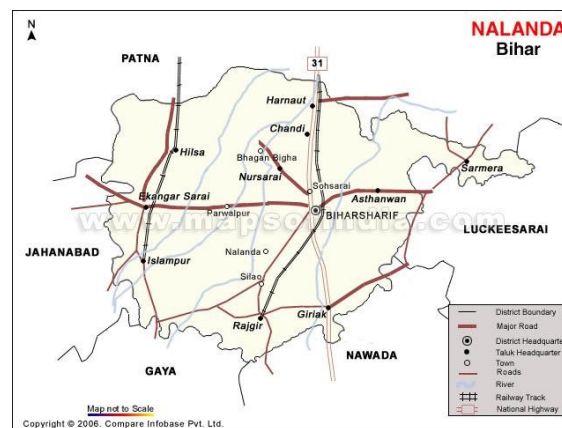 N
NALANDA
Bihar
PATNA
31
Harnaut
Chandi
Hilsa
Bhagan Bigha
Nursarai
Sarmera
Sohsarai
Asthanwan
Ekangar Sarai
Parwalpur
BIHARSHARIF
www.mapsofindia.com
LUCKEESARAI
JAHANABAD
Nalanda
Islampur
Silao
Giriak
Rajgir
NAWADA
GAYA
District Boundary
Major Road
District Headquarte
Taluk Headquarter
Town
Roads
River
Railway Track
National Highway
Map not to Scale
Copyright © 2006. Compare Infobase Pvt. Ltd.